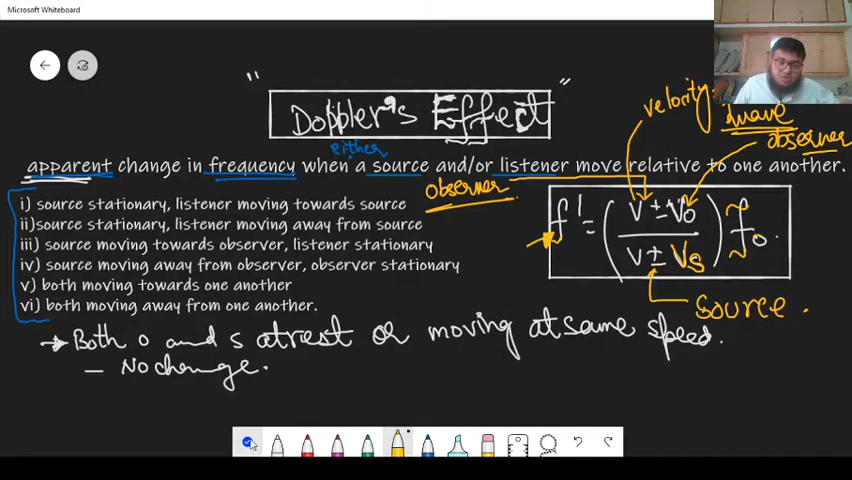 Microsoft Whiteboard
" Doppler's Effect "
velocity
wave
observer
either
apparent change in frequency when a source and/or listener move relative to one another.
observer
i) source stationary, listener moving towards source
ii)source stationary, listener moving away from source
iii) source moving towards observer, listener stationary
iv) source moving away from observer, observer stationary
v) both moving towards one another
vi) both moving away from one another.
f' = (V ± Vo / V ± Vs) fo.
source.
→ Both o and s at rest or moving at same speed.
– No change.